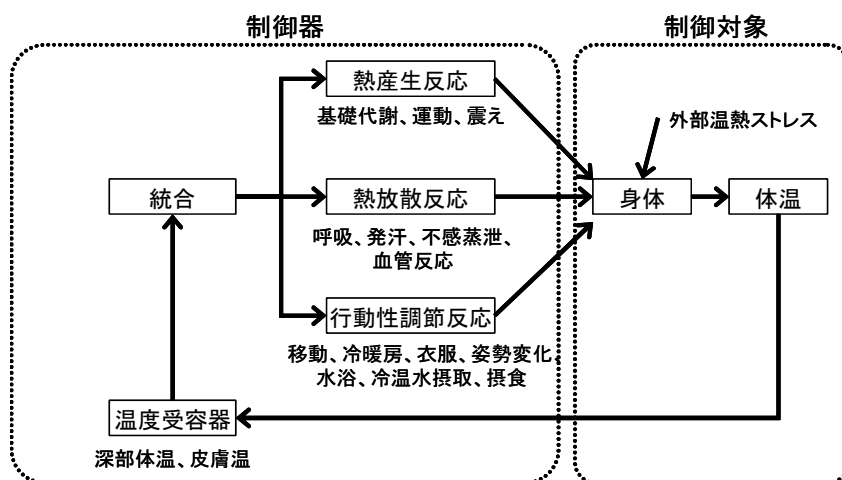 制御器
制御対象
熱産生反応
基礎代謝、運動、震え
外部温熱ストレス
統合
熱放散反応
身体
体温
呼吸、発汗、不感蒸泄、
血管反応
行動性調節反応
移動、冷暖房、衣服、姿勢変化、
水浴、冷温水摂取、摂食
温度受容器
深部体温、皮膚温